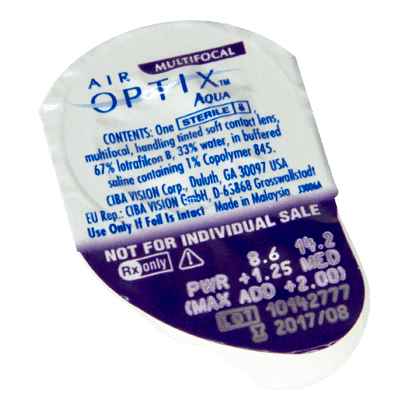 AIR OPTIX™ AQUA MULTIFOCAL
STERILE
CONTENTS: One
multifocal, handling tinted soft contact lens,
67% lotrafilcon B, 33% water, in buffered
saline containing 1% Copolymer 845.
CIBA VISION Corp., Duluth, GA 30097 USA
EU Rep.: CIBA VISION GmbH, D-63868 Grosswallstadt
Use Only If Foil Is Intact Made in Malaysia
NOT FOR INDIVIDUAL SALE
Rx only
8.6 14.2
PWR +1.25 MED
(MAX ADD +2.00)
LOT 10142777
2017/08